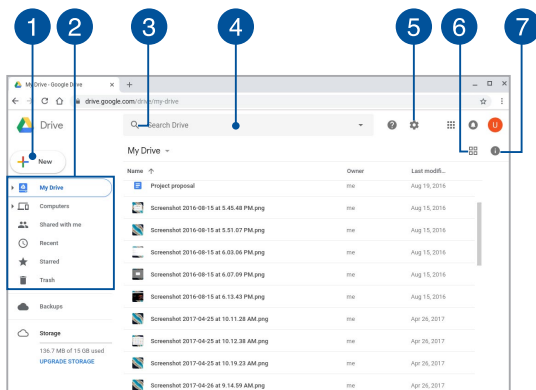 1 2 3 4 5 6 7
My Drive - Google Drive
drive.google.com/drive/my-drive
Drive
Search Drive
U
New
My Drive
Name Owner Last modifi...
My Drive
Project proposal me Aug 19, 2016
Computers
Screenshot 2016-08-15 at 5.45.48 PM.png me Aug 15, 2016
Shared with me
Screenshot 2016-08-15 at 5.51.07 PM.png me Aug 15, 2016
Recent
Screenshot 2016-08-15 at 6.03.06 PM.png me Aug 15, 2016
Starred
Screenshot 2016-08-15 at 6.07.09 PM.png me Aug 15, 2016
Trash
Screenshot 2016-08-15 at 6.13.43 PM.png me Aug 15, 2016
Backups
Screenshot 2017-04-25 at 10.11.28 AM.png me Apr 26, 2017
Storage
Screenshot 2017-04-25 at 10.12.38 AM.png me Apr 26, 2017
136.7 MB of 15 GB used
UPGRADE STORAGE
Screenshot 2017-04-25 at 10.19.23 AM.png me Apr 26, 2017
Screenshot 2017-04-26 at 9.14.59 AM.png me Apr 26, 2017